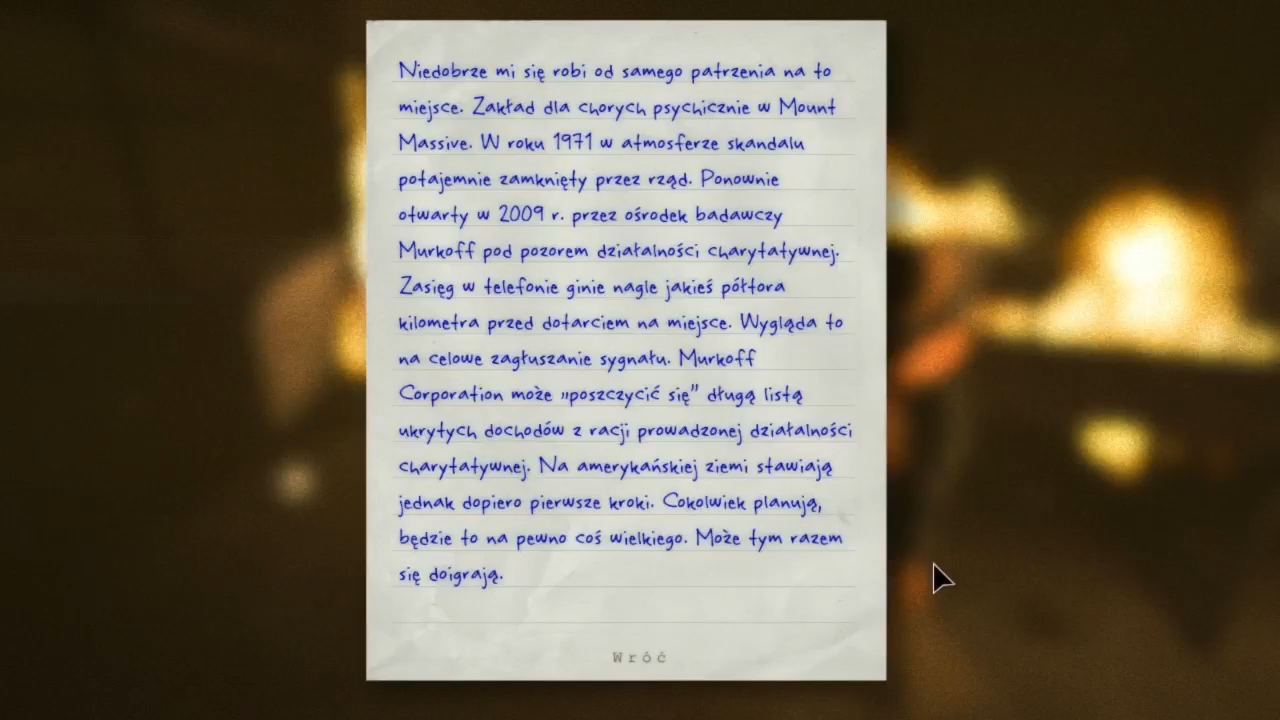 Niedobrze mi się robi od samego patrzenia na to
miejsce. Zakład dla chorych psychicznie w Mount
Massive. W roku 1971 w atmosferze skandalu
potajemnie zamknięty przez rząd. Ponownie
otwarty w 2009 r. przez ośrodek badawczy
Murkoff pod pozorem działalności charytatywnej.
Zasięg w telefonie ginie nagle jakieś półtora
kilometra przed dotarciem na miejsce. Wygląda to
na celowe zagłuszanie sygnału. Murkoff
Corporation może „poszczycić się” długą listą
ukrytych dochodów z racji prowadzonej działalności
charytatywnej. Na amerykańskiej ziemi stawiają
jednak dopiero pierwsze kroki. Cokolwiek planują,
będzie to na pewno coś wielkiego. Może tym razem
się doigrają.
Wróć